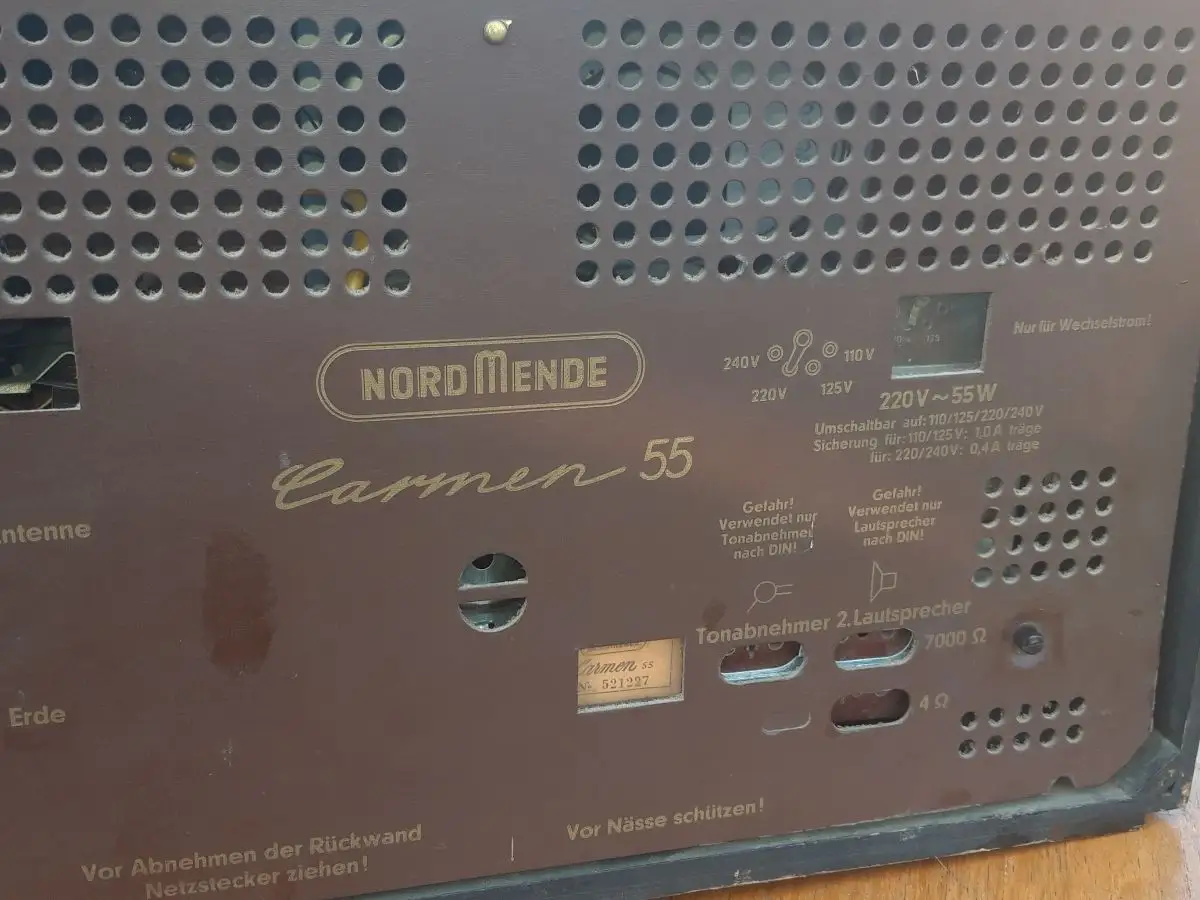 Nur für Wechselstrom!
NORDMENDE
240V
110V
220V
125V
220V~55W
Umschaltbar auf: 110/125/220/240V
Sicherung für: 110/125V: 1,0 A träge
für: 220/240V: 0,4 A träge
Carmen 55
Gefahr!
Verwendet nur
Tonabnehmer
nach DIN!
Gefahr!
Verwendet nur
Lautsprecher
nach DIN!
ntenne
Tonabnehmer 2.Lautsprecher
7000 Ω
armen 55
№ 521227
4 Ω
Erde
Vor Nässe schützen!
Vor Abnehmen der Rückwand
Netzstecker ziehen!